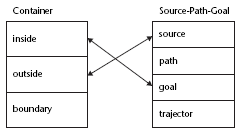 Container
inside
outside
boundary
Source-Path-Goal
source
path
goal
trajector